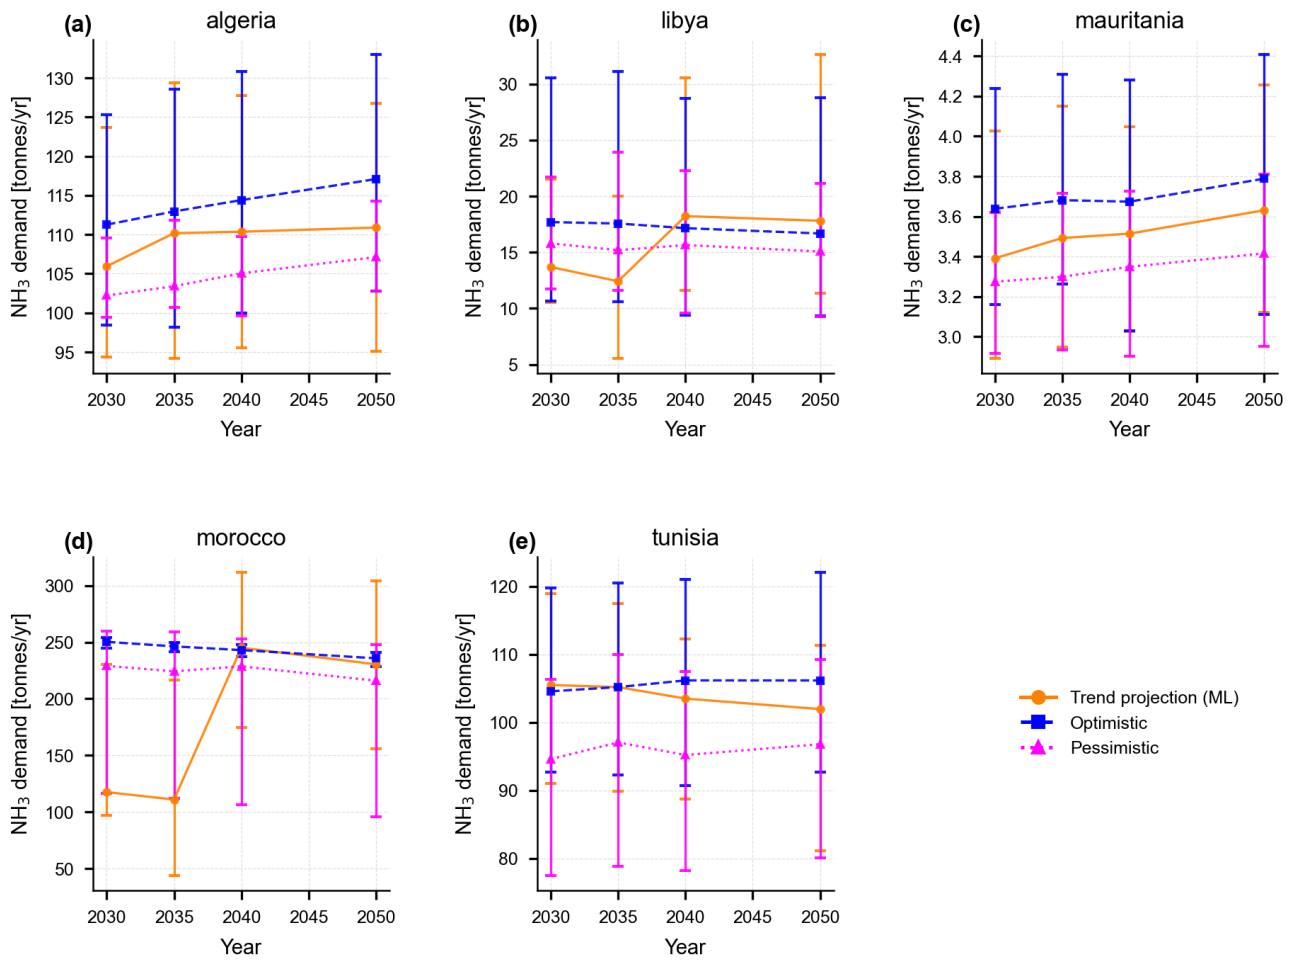 (a) algeria
NH3 demand [tonnes/yr]
130
125
120
115
110
105
100
95
2030 2035 2040 2045 2050
Year
(b) libya
NH3 demand [tonnes/yr]
30
25
20
15
10
5
2030 2035 2040 2045 2050
Year
(c) mauritania
NH3 demand [tonnes/yr]
4.4
4.2
4.0
3.8
3.6
3.4
3.2
3.0
2030 2035 2040 2045 2050
Year
(d) morocco
NH3 demand [tonnes/yr]
300
250
200
150
100
50
2030 2035 2040 2045 2050
Year
(e) tunisia
NH3 demand [tonnes/yr]
120
110
100
90
80
2030 2035 2040 2045 2050
Year
Trend projection (ML)
Optimistic
Pessimistic